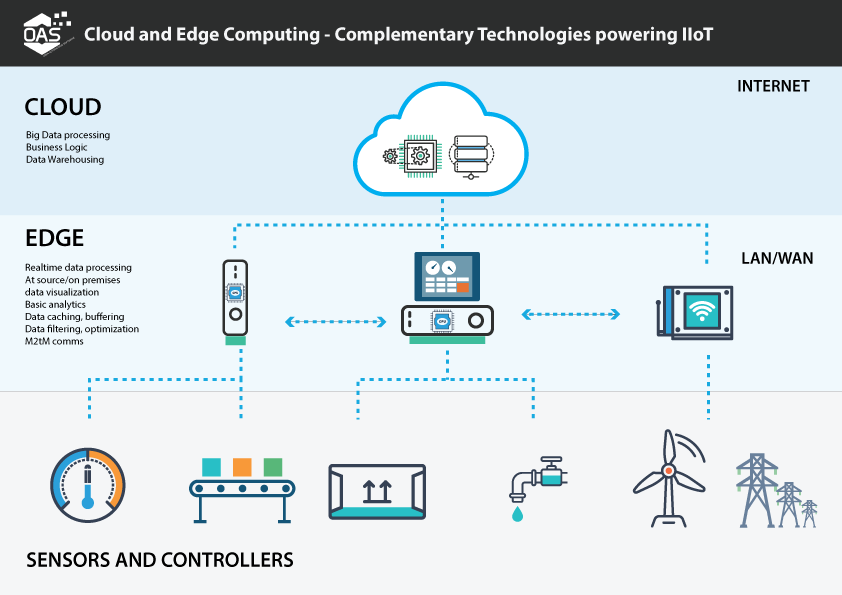 OAS
Cloud and Edge Computing - Complementary Technologies powering IIoT
INTERNET
CLOUD
Big Data processing
Business Logic
Data Warehousing
EDGE
LAN/WAN
Realtime data processing
At source/on premises
data visualization
Basic analytics
Data caching, buffering
Data filtering, optimization
M2tM comms
CPU
CPU
SENSORS AND CONTROLLERS